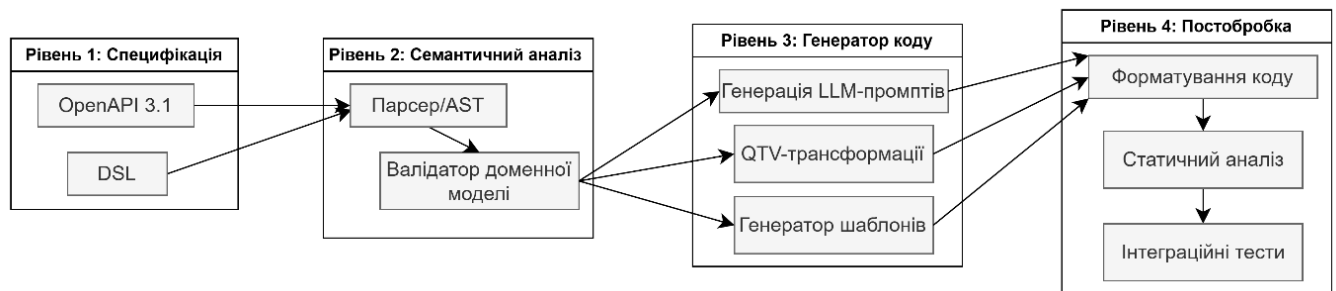 Рівень 1: Специфікація
OpenAPI 3.1
DSL
Рівень 2: Семантичний аналіз
Парсер/AST
Валідатор доменної
моделі
Рівень 3: Генератор коду
Генерація LLM-промптів
QTV-трансформації
Генератор шаблонів
Рівень 4: Постобробка
Форматування коду
Статичний аналіз
Інтеграційні тести